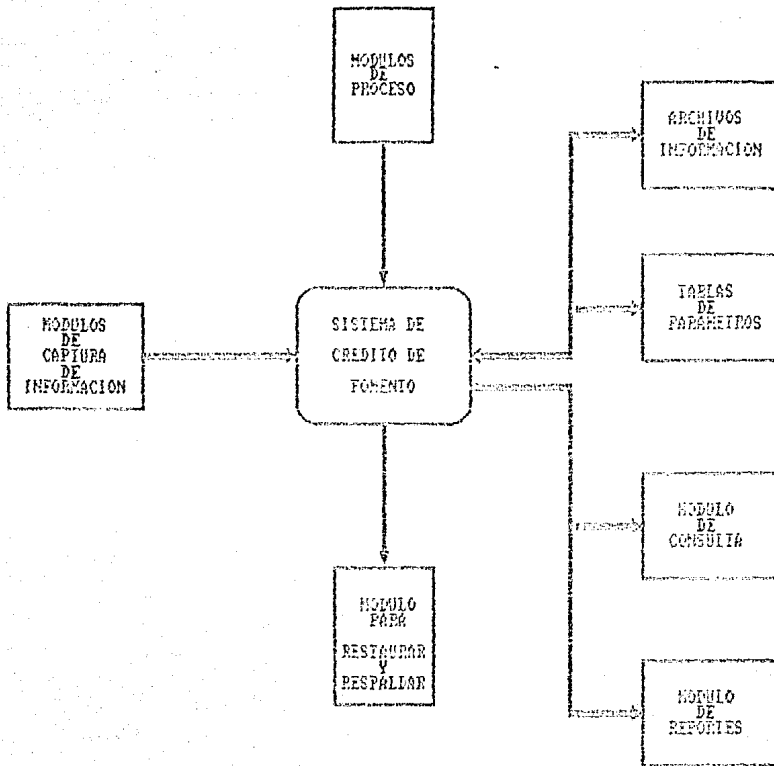 MODULOS
DE
PROCESO
ARCHIVOS
DE
INFORMACION
TABLAS
DE
PARAMETROS
MODULOS
DE
CAPTURA
DE
INFORMACION
SISTEMA DE
CREDITO DE
FOMENTO
MODULO
DE
CONSULTA
MODULO
PARA
RESTAURAR
Y
RESPALDAR
MODULO
DE
REPORTES